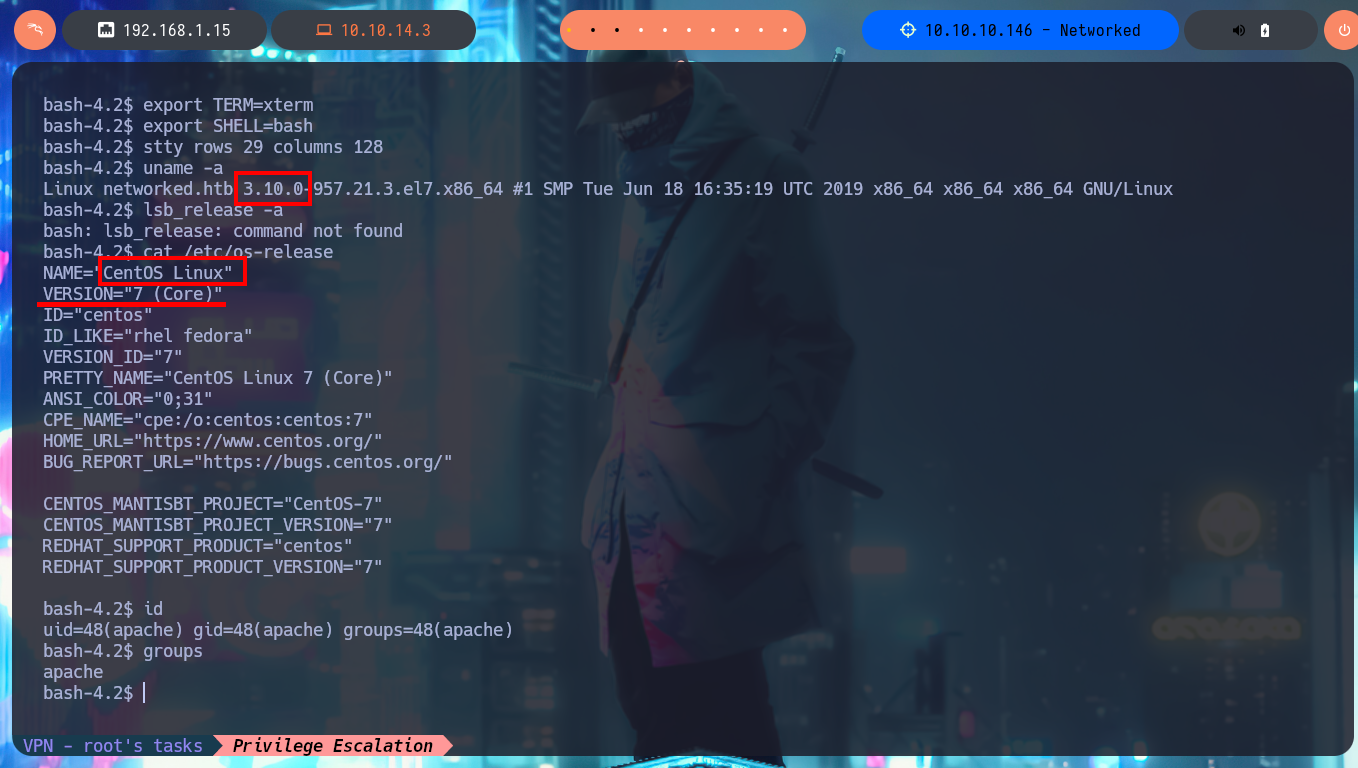 192.168.1.15
10.10.14.3
10.10.10.146 - Networked
bash-4.2$ export TERM=xterm
bash-4.2$ export SHELL=bash
bash-4.2$ stty rows 29 columns 128
bash-4.2$ uname -a
Linux networked.htb 3.10.0-957.21.3.el7.x86_64 #1 SMP Tue Jun 18 16:35:19 UTC 2019 x86_64 x86_64 x86_64 GNU/Linux
bash-4.2$ lsb_release -a
bash: lsb_release: command not found
bash-4.2$ cat /etc/os-release
NAME="CentOS Linux"
VERSION="7 (Core)"
ID="centos"
ID_LIKE="rhel fedora"
VERSION_ID="7"
PRETTY_NAME="CentOS Linux 7 (Core)"
ANSI_COLOR="0;31"
CPE_NAME="cpe:/o:centos:centos:7"
HOME_URL="https://www.centos.org/"
BUG_REPORT_URL="https://bugs.centos.org/"
CENTOS_MANTISBT_PROJECT="CentOS-7"
CENTOS_MANTISBT_PROJECT_VERSION="7"
REDHAT_SUPPORT_PRODUCT="centos"
REDHAT_SUPPORT_PRODUCT_VERSION="7"
bash-4.2$ id
uid=48(apache) gid=48(apache) groups=48(apache)
bash-4.2$ groups
apache
bash-4.2$
VPN - root's tasks Privilege Escalation